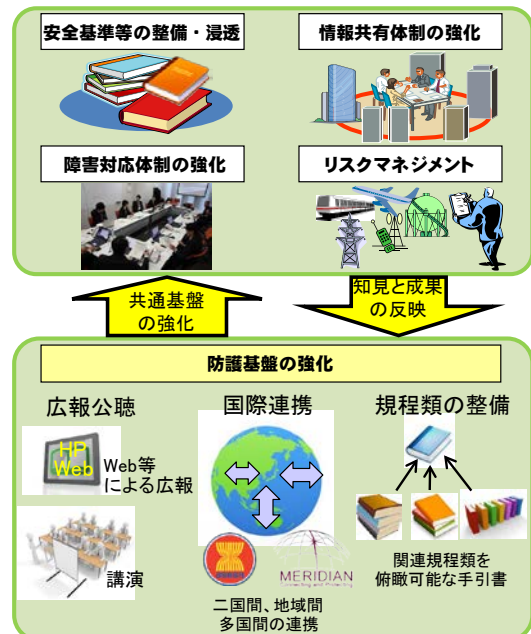 安全基準等の整備・浸透
情報共有体制の強化
障害対応体制の強化
リスクマネジメント
共通基盤
の強化
知見と成果
の反映
防護基盤の強化
広報公聴
HP
Web
Web等
による広報
講演
国際連携
MERIDIAN
Connecting and Protecting
二国間、地域間
多国間の連携
規程類の整備
関連規程類を
俯瞰可能な手引書